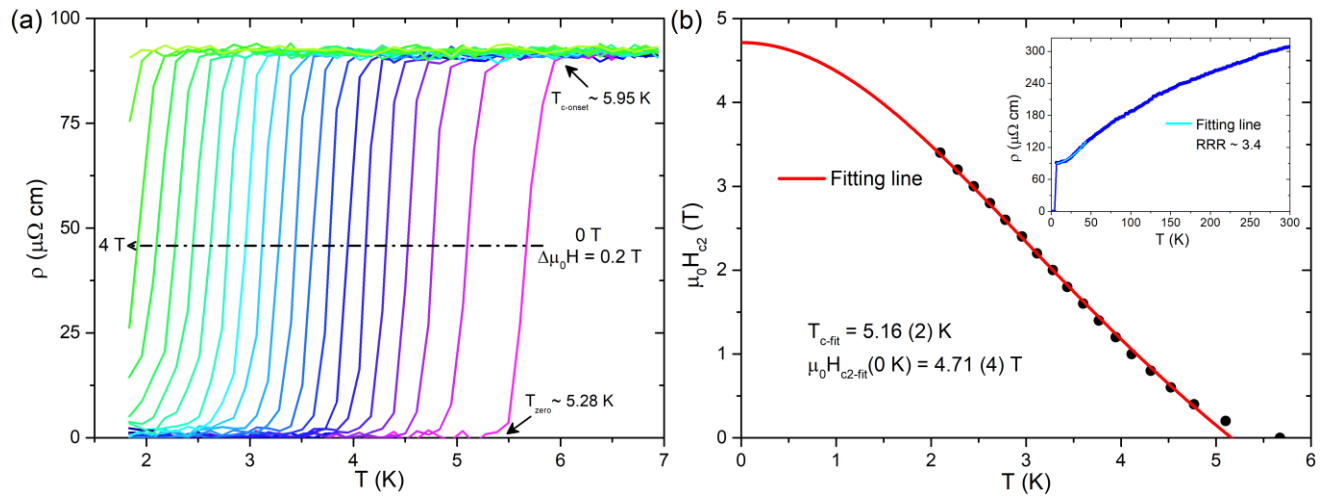 (a)
100
75
50
25
0
ρ (μΩ cm)
T_c-onset ~ 5.95 K
4 T
0 T
Δμ₀H = 0.2 T
T_zero ~ 5.28 K
2 3 4 5 6 7
T (K)
(b)
5
4
3
2
1
0
μ₀H_c2 (T)
Fitting line
T_c-fit = 5.16 (2) K
μ₀H_c2-fit(0 K) = 4.71 (4) T
0 1 2 3 4 5 6
T (K)
300
240
180
120
60
0
ρ (μΩ cm)
Fitting line
RRR ~ 3.4
0 50 100 150 200 250 300
T (K)